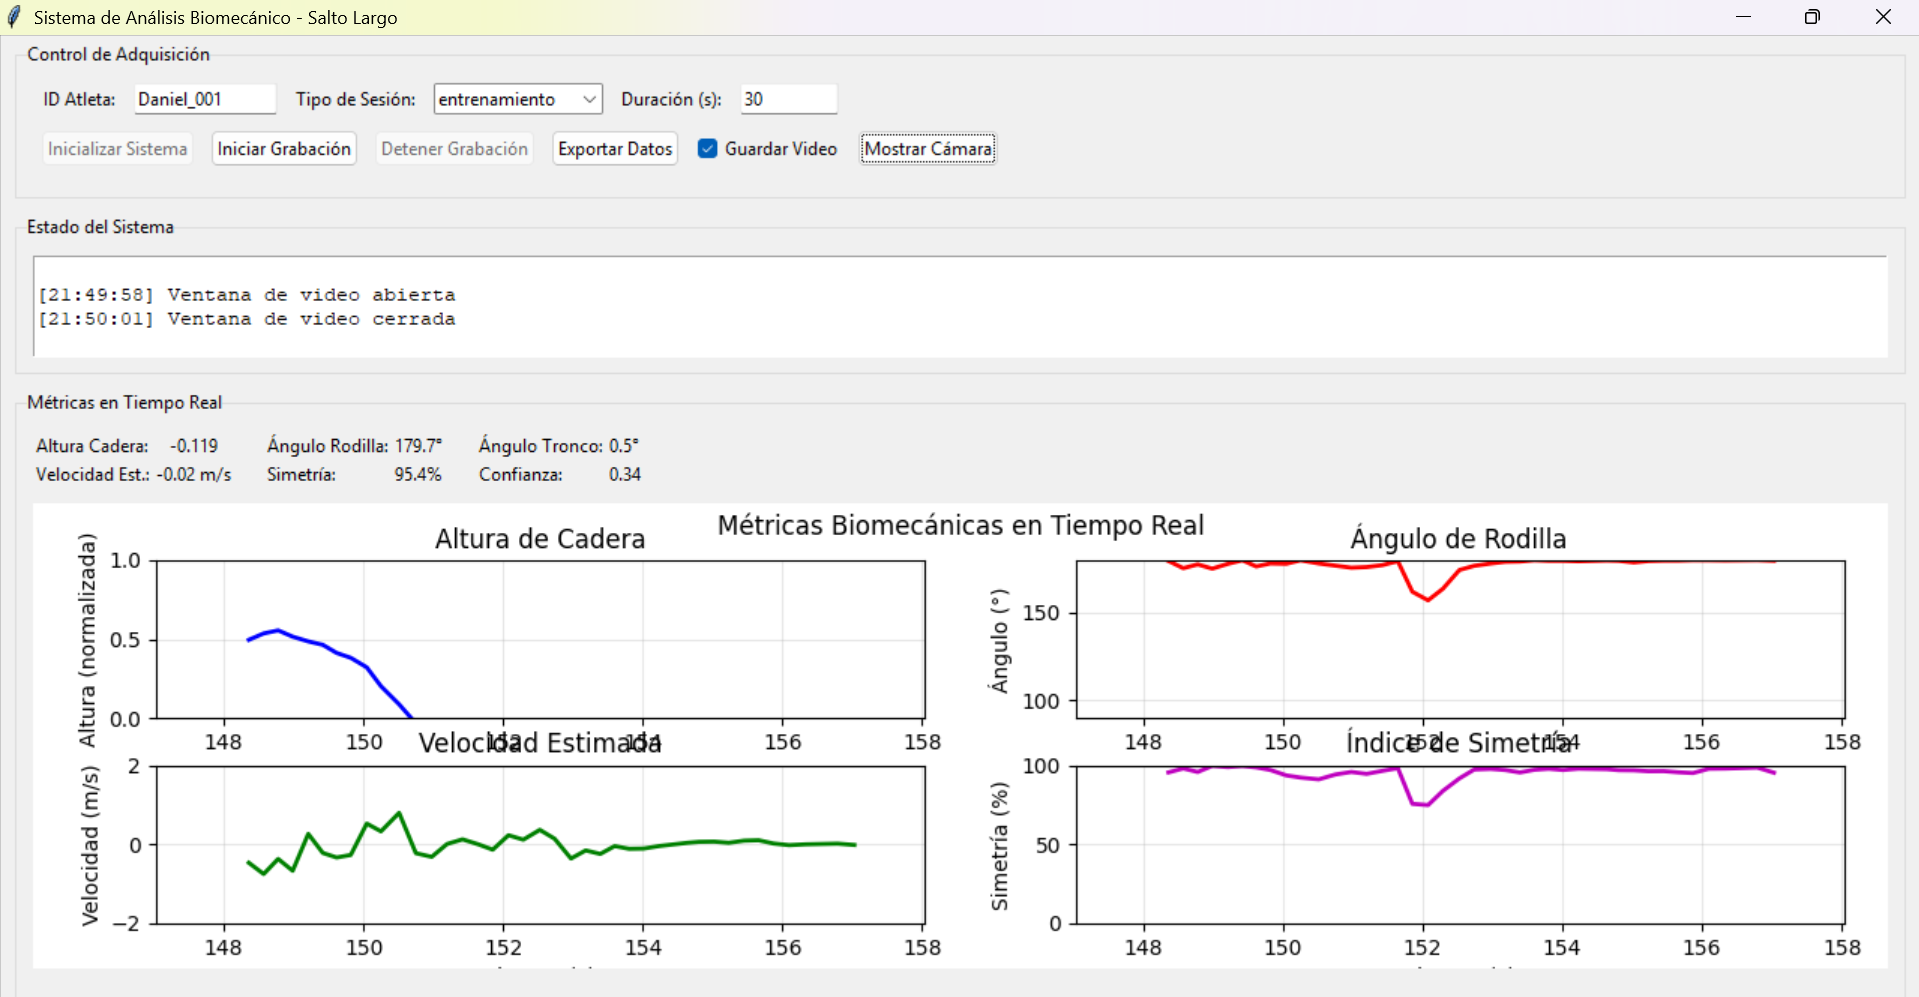 Sistema de Análisis Biomecánico - Salto Largo
Control de Adquisición
ID Atleta: Daniel_001 Tipo de Sesión: entrenamiento Duración (s): 30
Inicializar Sistema Iniciar Grabación Detener Grabación Exportar Datos Guardar Video Mostrar Cámara
Estado del Sistema
[21:49:58] Ventana de video abierta
[21:50:01] Ventana de video cerrada
Métricas en Tiempo Real
Altura Cadera: -0.119 Ángulo Rodilla: 179.7° Ángulo Tronco: 0.5°
Velocidad Est.: -0.02 m/s Simetría: 95.4% Confianza: 0.34
Métricas Biomecánicas en Tiempo Real
Altura de Cadera
Altura (normalizada)
1.0
0.5
0.0
148 150 152 154 156 158
Ángulo de Rodilla
Ángulo (°)
150
100
148 150 152 154 156 158
Velocidad Estimada
Velocidad (m/s)
2
0
−2
148 150 152 154 156 158
Índice de Simetría
Simetría (%)
100
50
0
148 150 152 154 156 158